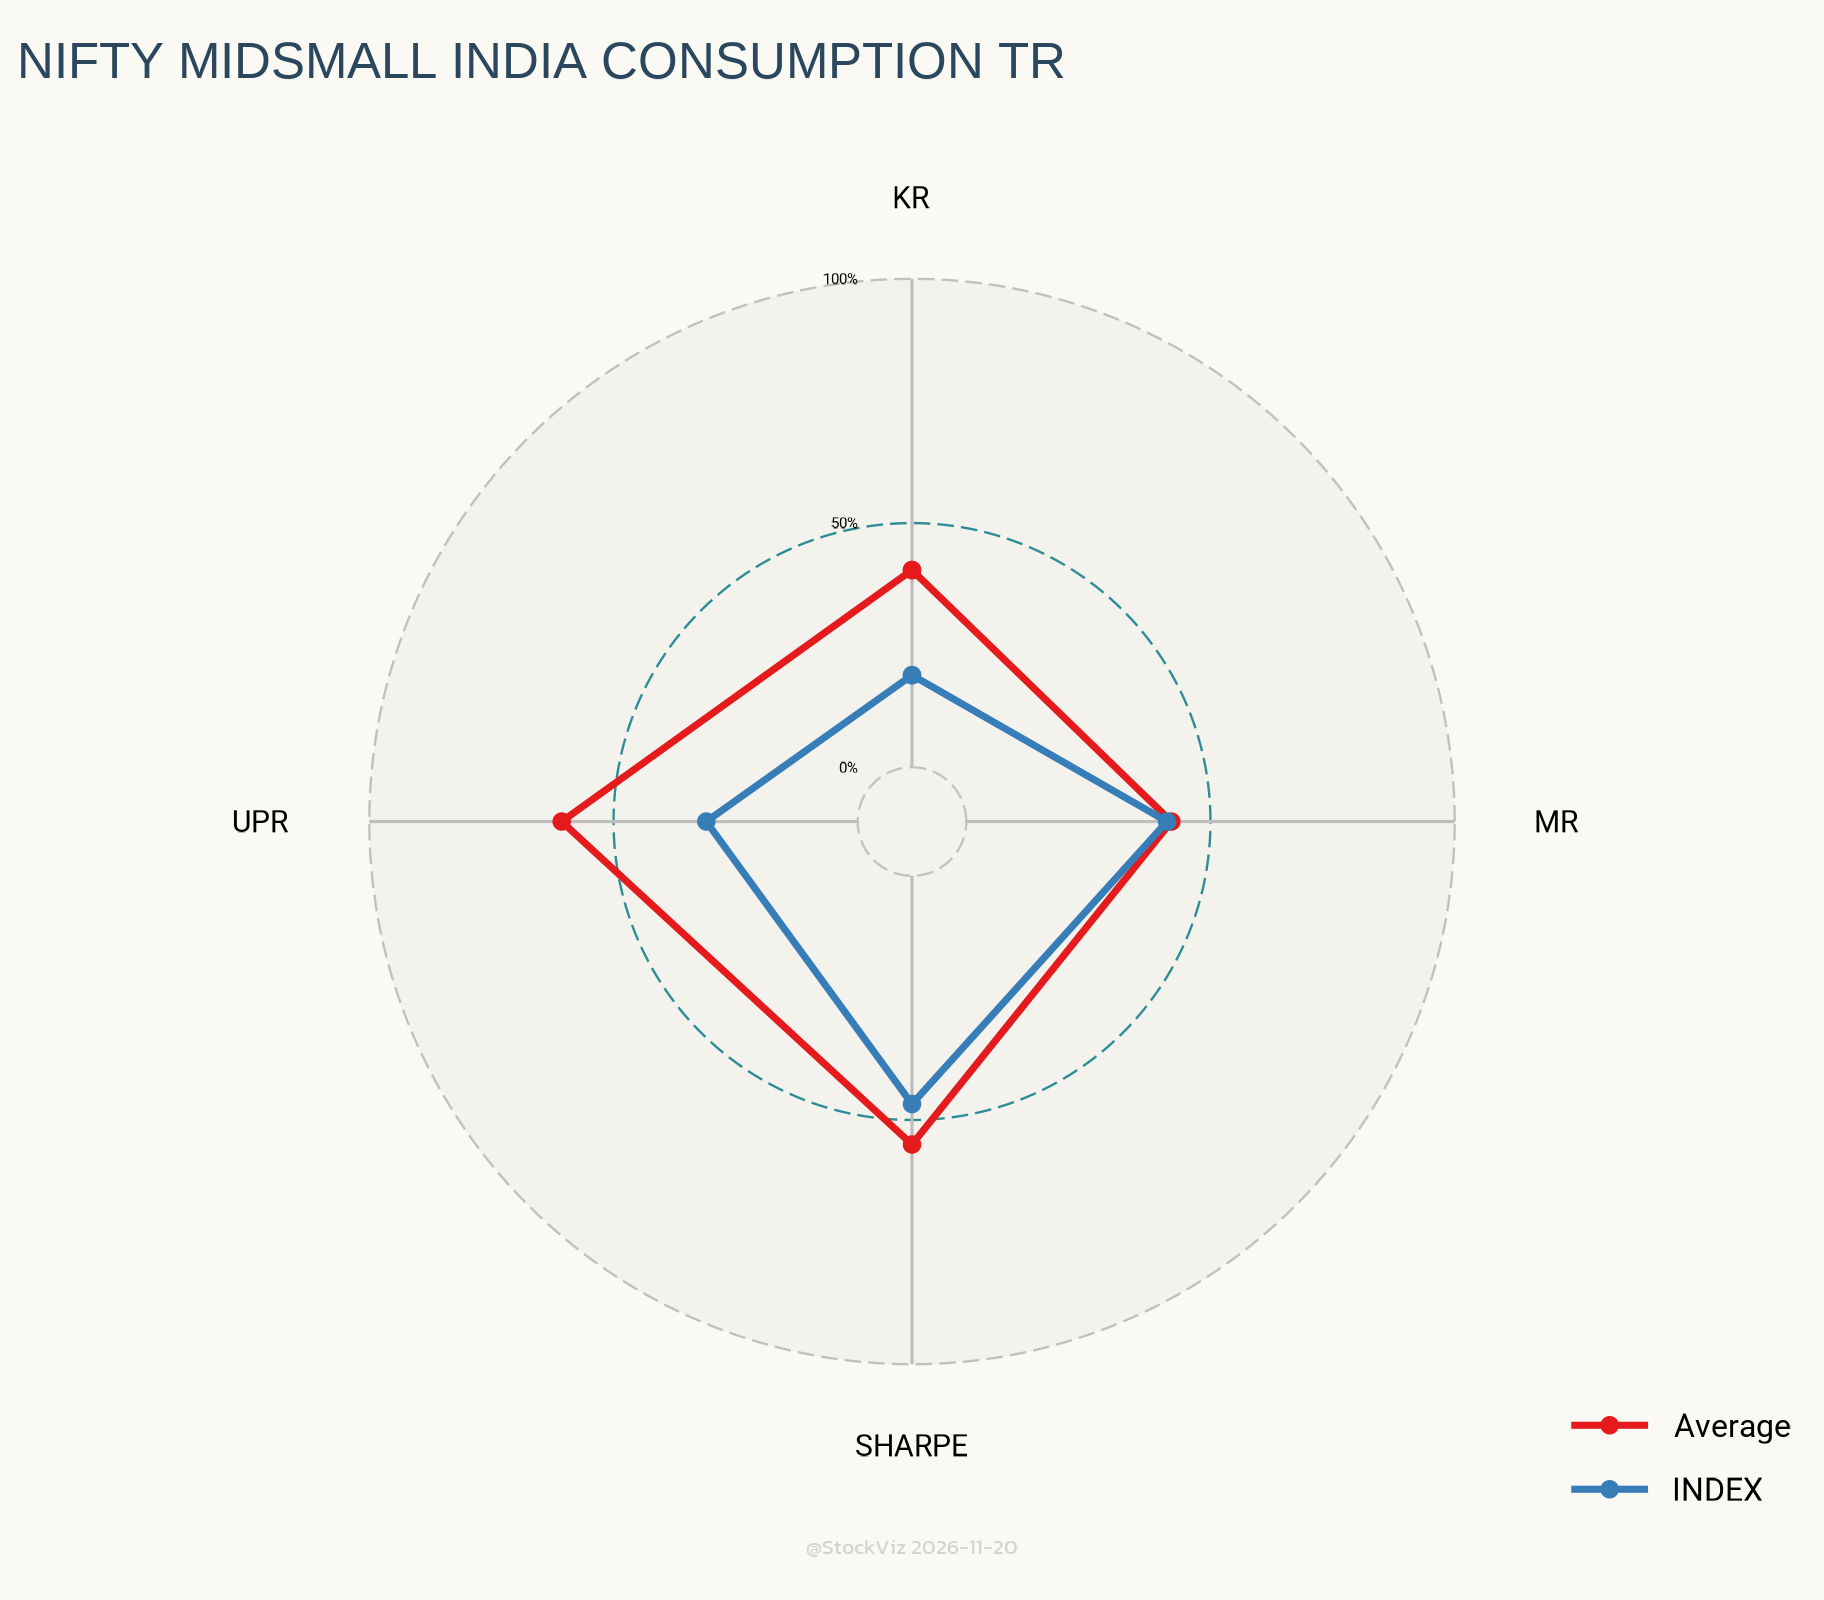 NIFTY MIDSMALL INDIA CONSUMPTION TR
KR
100%
50%
0%
UPR
MR
SHARPE
Average
INDEX
@StockViz 2026-11-20